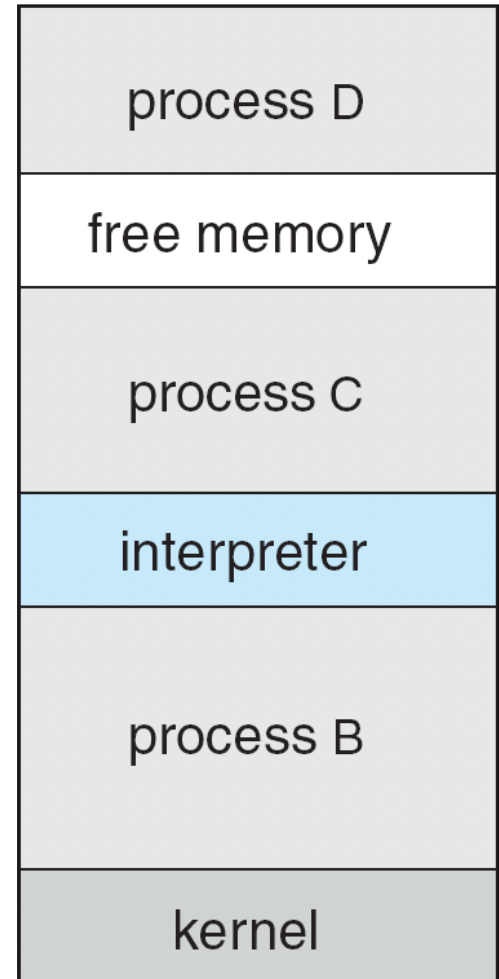 process D
free memory
process C
interpreter
process B
kernel